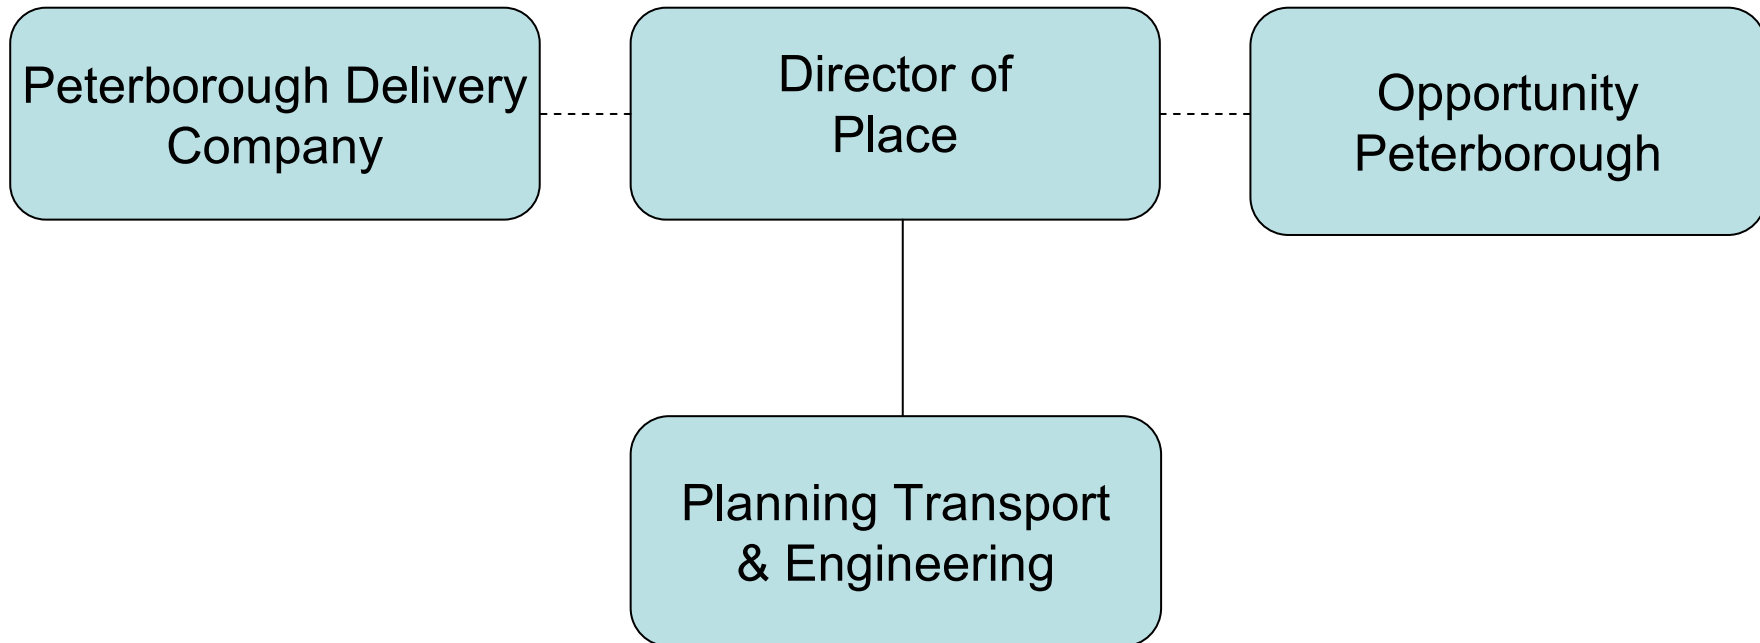 Peterborough Delivery
Company
Director of
Place
Opportunity
Peterborough
Planning Transport
& Engineering